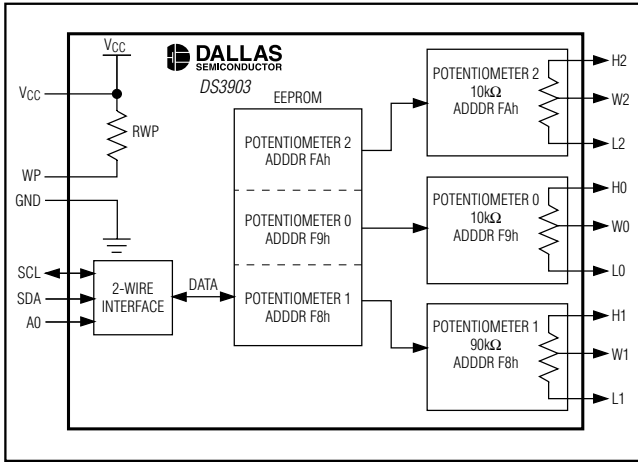 VCC
DALLAS
SEMICONDUCTOR
DS3903
VCC
RWP
WP
GND
SCL
SDA
A0
2-WIRE
INTERFACE
DATA
EEPROM
POTENTIOMETER 2
ADDDR FAh
POTENTIOMETER 0
ADDDR F9h
POTENTIOMETER 1
ADDDR F8h
POTENTIOMETER 2
10kΩ
ADDDR FAh
H2
W2
L2
POTENTIOMETER 0
10kΩ
ADDDR F9h
H0
W0
L0
POTENTIOMETER 1
90kΩ
ADDDR F8h
H1
W1
L1